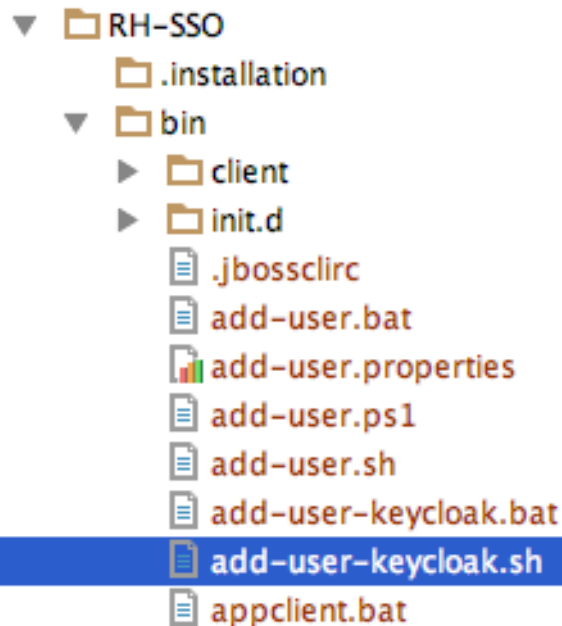 RH-SSO
.installation
bin
client
init.d
.jbossclirc
add-user.bat
add-user.properties
add-user.ps1
add-user.sh
add-user-keycloak.bat
add-user-keycloak.sh
appclient.bat